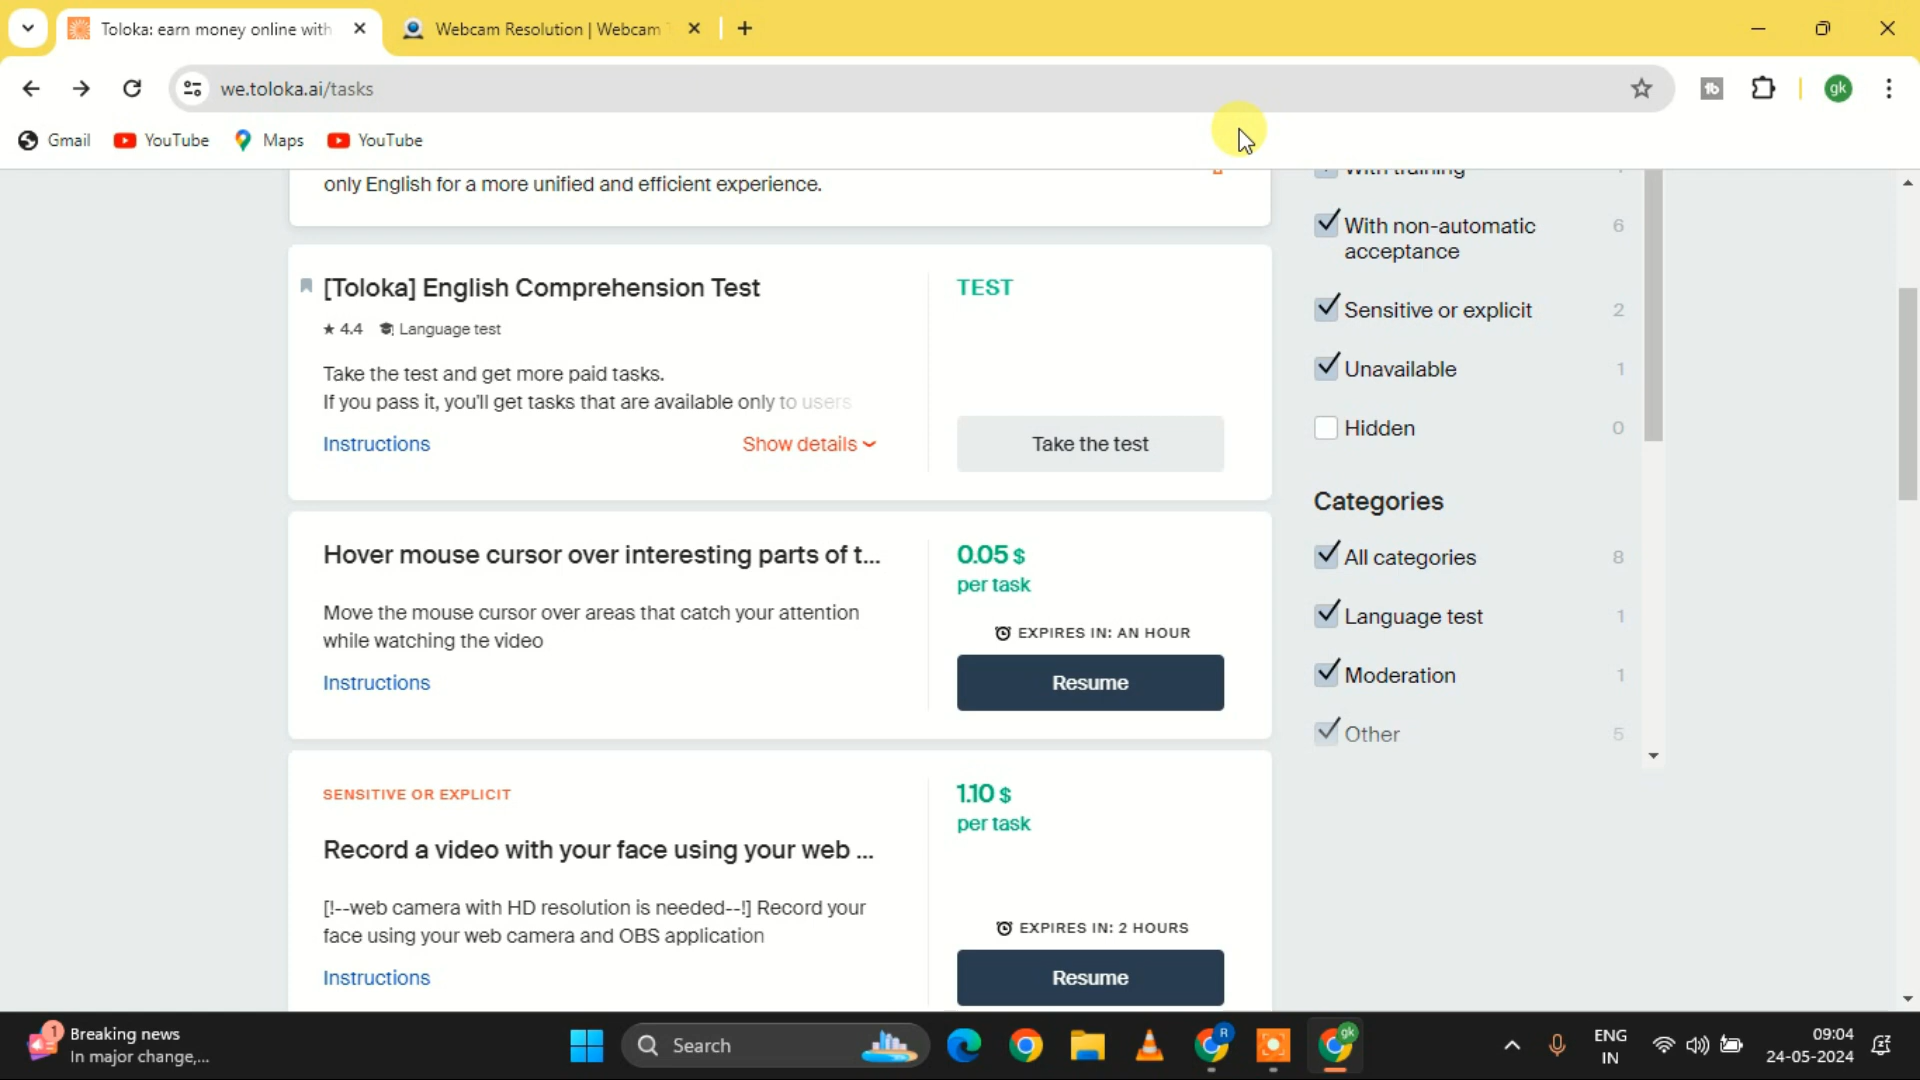 Toloka: earn money online with
Webcam Resolution | Webcam
we.toloka.ai/tasks
gk
Gmail
YouTube
Maps
YouTube
only English for a more unified and efficient experience.
[Toloka] English Comprehension Test
4.4 Language test
Take the test and get more paid tasks.
If you pass it, you'll get tasks that are available only to users
Instructions
Show details
TEST
Take the test
Hover mouse cursor over interesting parts of t...
Move the mouse cursor over areas that catch your attention
while watching the video
Instructions
0.05 $
per task
EXPIRES IN: AN HOUR
Resume
SENSITIVE OR EXPLICIT
Record a video with your face using your web ...
[!--web camera with HD resolution is needed--!] Record your
face using your web camera and OBS application
Instructions
1.10 $
per task
EXPIRES IN: 2 HOURS
Resume
With training
With non-automatic 6
acceptance
Sensitive or explicit 2
Unavailable 1
Hidden 0
Categories
All categories 8
Language test 1
Moderation 1
Other 5
1
Breaking news
In major change,...
Search
R
gk
ENG
IN
09:04
24-05-2024